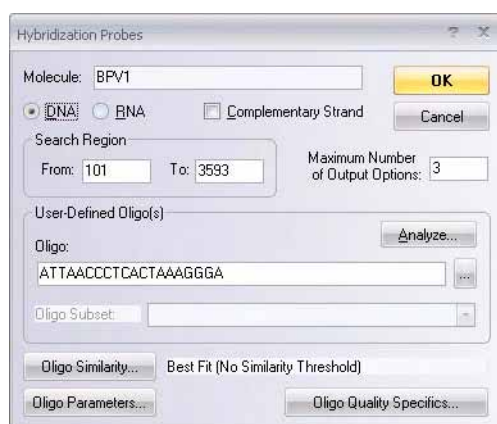 Hybridization Probes ? X
Molecule: BPV1 OK
DNA RNA Complementary Strand Cancel
Search Region
From: 101 To: 3593
Maximum Number
of Output Options: 3
User-Defined Oligo(s)
Analyze...
Oligo:
ATTAACCCTCACTAAAGGGA ...
Oligo Subset:
Oligo Similarity... Best Fit (No Similarity Threshold)
Oligo Parameters... Oligo Quality Specifics...